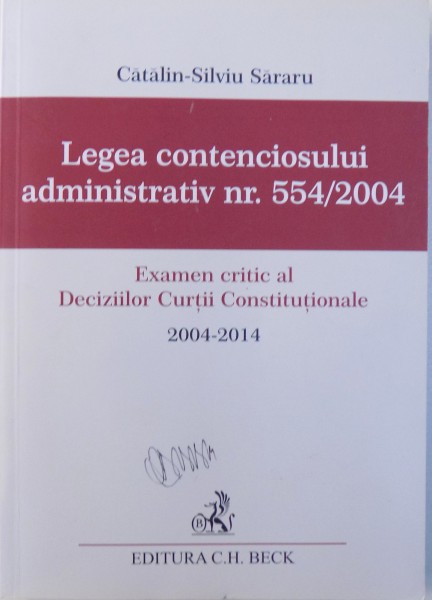 Cătălin-Silviu Săraru
Legea contenciosului
administrativ nr. 554/2004
Examen critic al
Deciziilor Curții Constituționale
2004-2014
B
EDITURA C.H. BECK